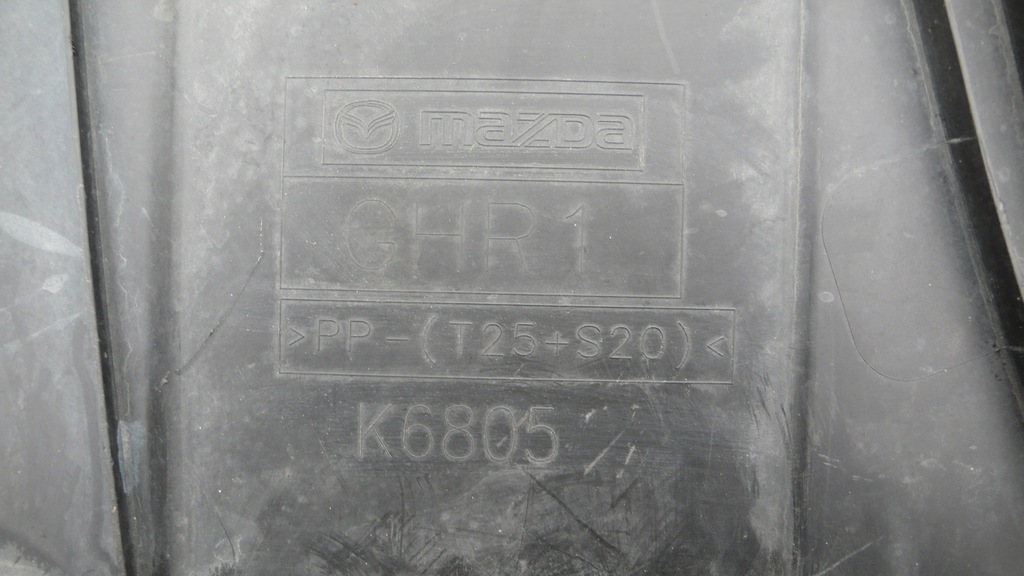 mazda
GHR1
>PP-(T25+S20)<
K6805